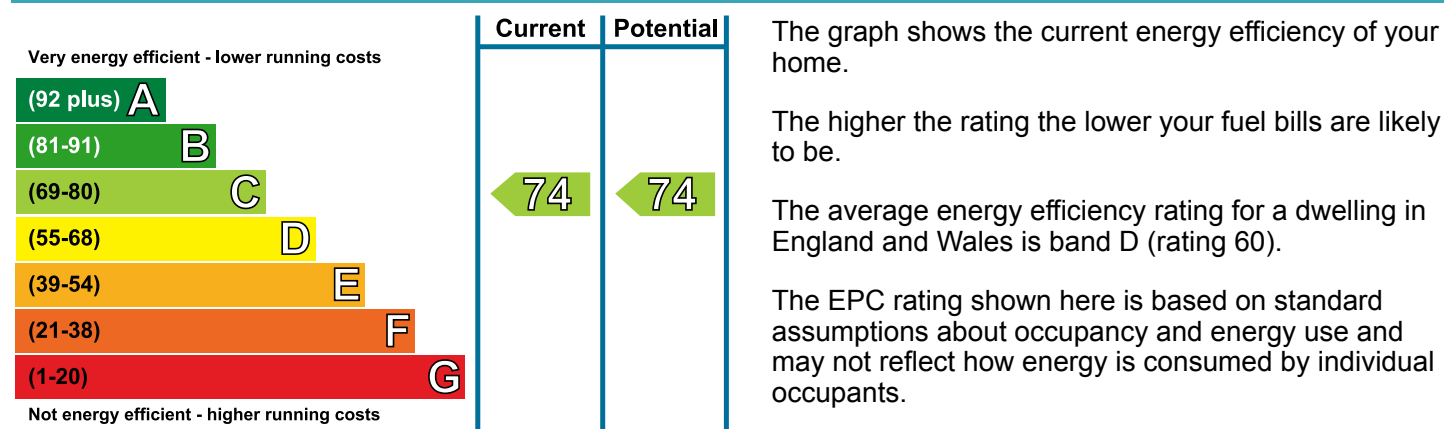 Current Potential
Very energy efficient - lower running costs
(92 plus) A
(81-91) B
(69-80) C
74 74
(55-68) D
(39-54) E
(21-38) F
(1-20) G
Not energy efficient - higher running costs
The graph shows the current energy efficiency of your
home.
The higher the rating the lower your fuel bills are likely
to be.
The average energy efficiency rating for a dwelling in
England and Wales is band D (rating 60).
The EPC rating shown here is based on standard
assumptions about occupancy and energy use and
may not reflect how energy is consumed by individual
occupants.